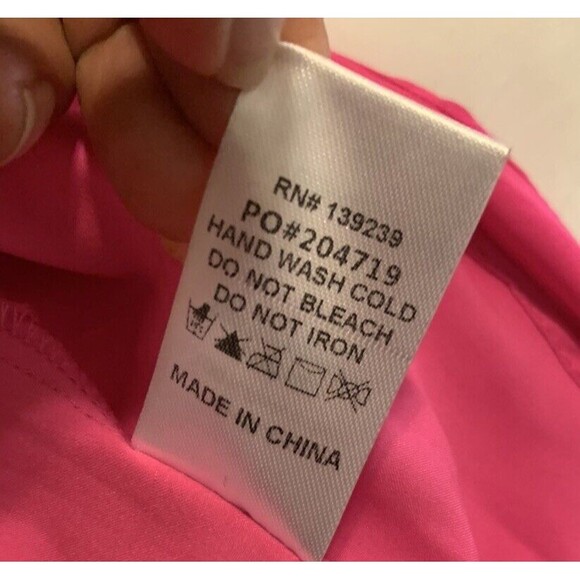 RN# 139239
PO#204719
HAND WASH COLD
DO NOT BLEACH
DO NOT IRON
MADE IN CHINA